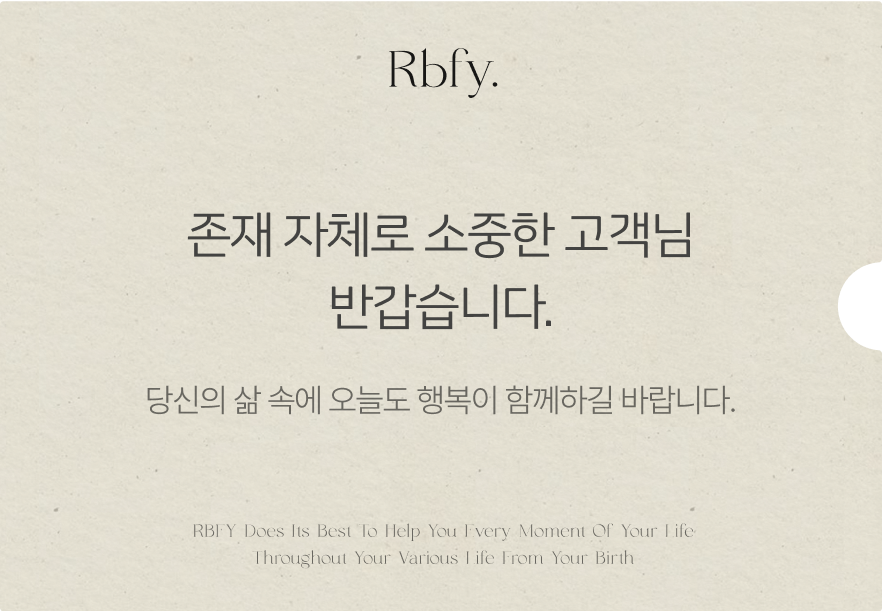 Rbfy.
존재 자체로 소중한 고객님
반갑습니다.
당신의 삶 속에 오늘도 행복이 함께하길 바랍니다.
RBFY Does Its Best To Help You Every Moment Of Your Life
Throughout Your Various Life From Your Birth